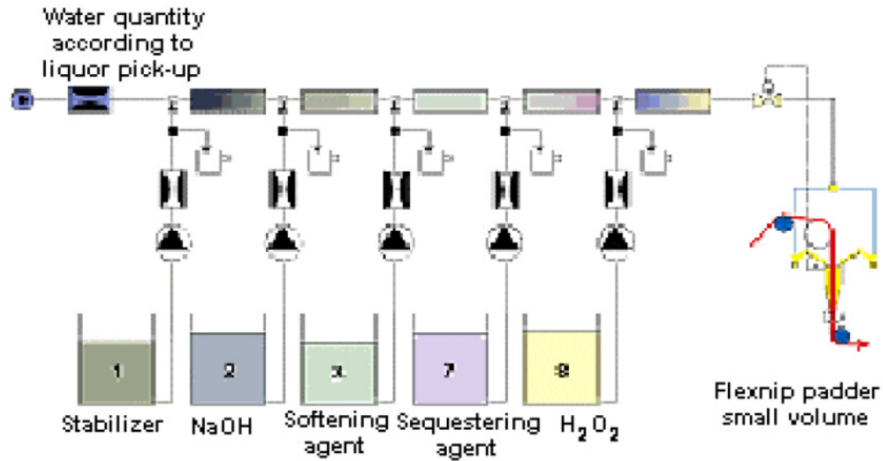 Water quantity
according to
liquor pick-up
1
2
7
Stabilizer
NaOH
Softening
agent
Sequestering
agent
H₂O₂
Flexnip padder
small volume